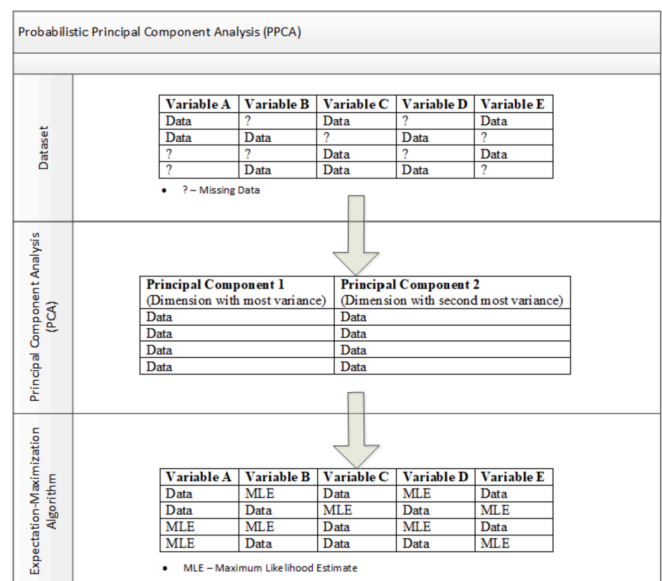 Probabilistic Principal Component Analysis (PPCA)
Dataset
Variable A Variable B Variable C Variable D Variable E
Data ? Data ? Data
Data Data ? Data ?
? ? Data ? Data
? Data Data Data ?
• ? – Missing Data
Principal Component Analysis
(PCA)
Principal Component 1 Principal Component 2
(Dimension with most variance) (Dimension with second most variance)
Data Data
Data Data
Data Data
Data Data
Expectation-Maximization
Algorithm
Variable A Variable B Variable C Variable D Variable E
Data MLE Data MLE Data
Data Data MLE Data MLE
MLE MLE Data MLE Data
MLE Data Data Data MLE
• MLE – Maximum Likelihood Estimate